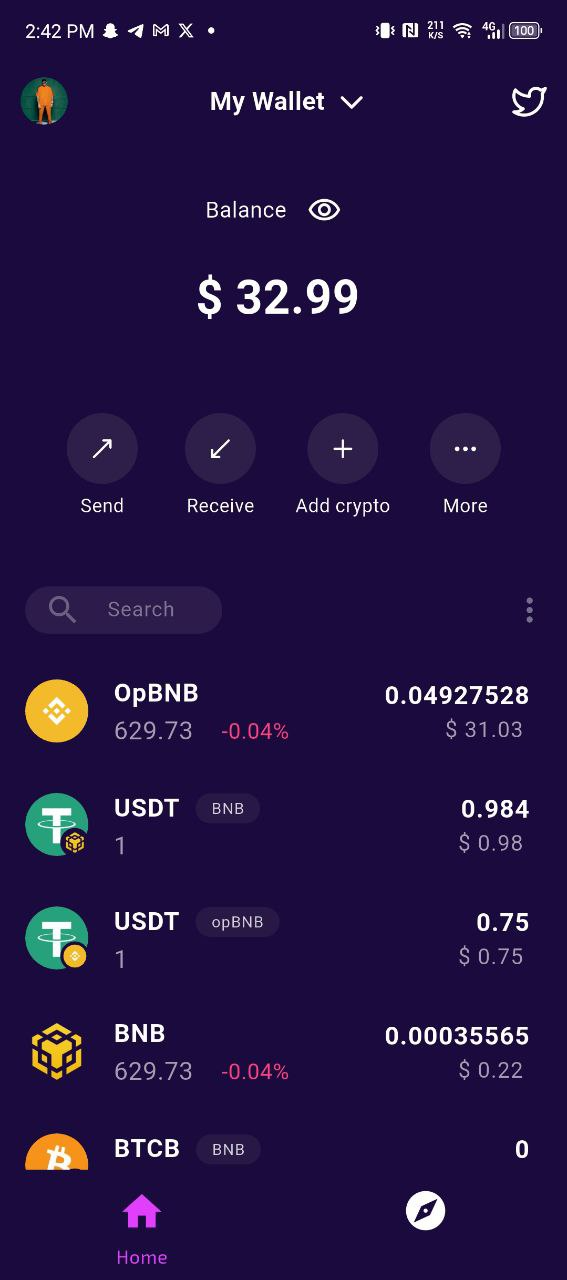 2:42 PM 211 K/S 4G 100
My Wallet
Balance
$ 32.99
Send Receive Add crypto More
Search
OpBNB 0.04927528
629.73 -0.04% $ 31.03
USDT BNB 0.984
1 $ 0.98
USDT opBNB 0.75
1 $ 0.75
BNB 0.00035565
629.73 -0.04% $ 0.22
BTCB BNB 0
Home